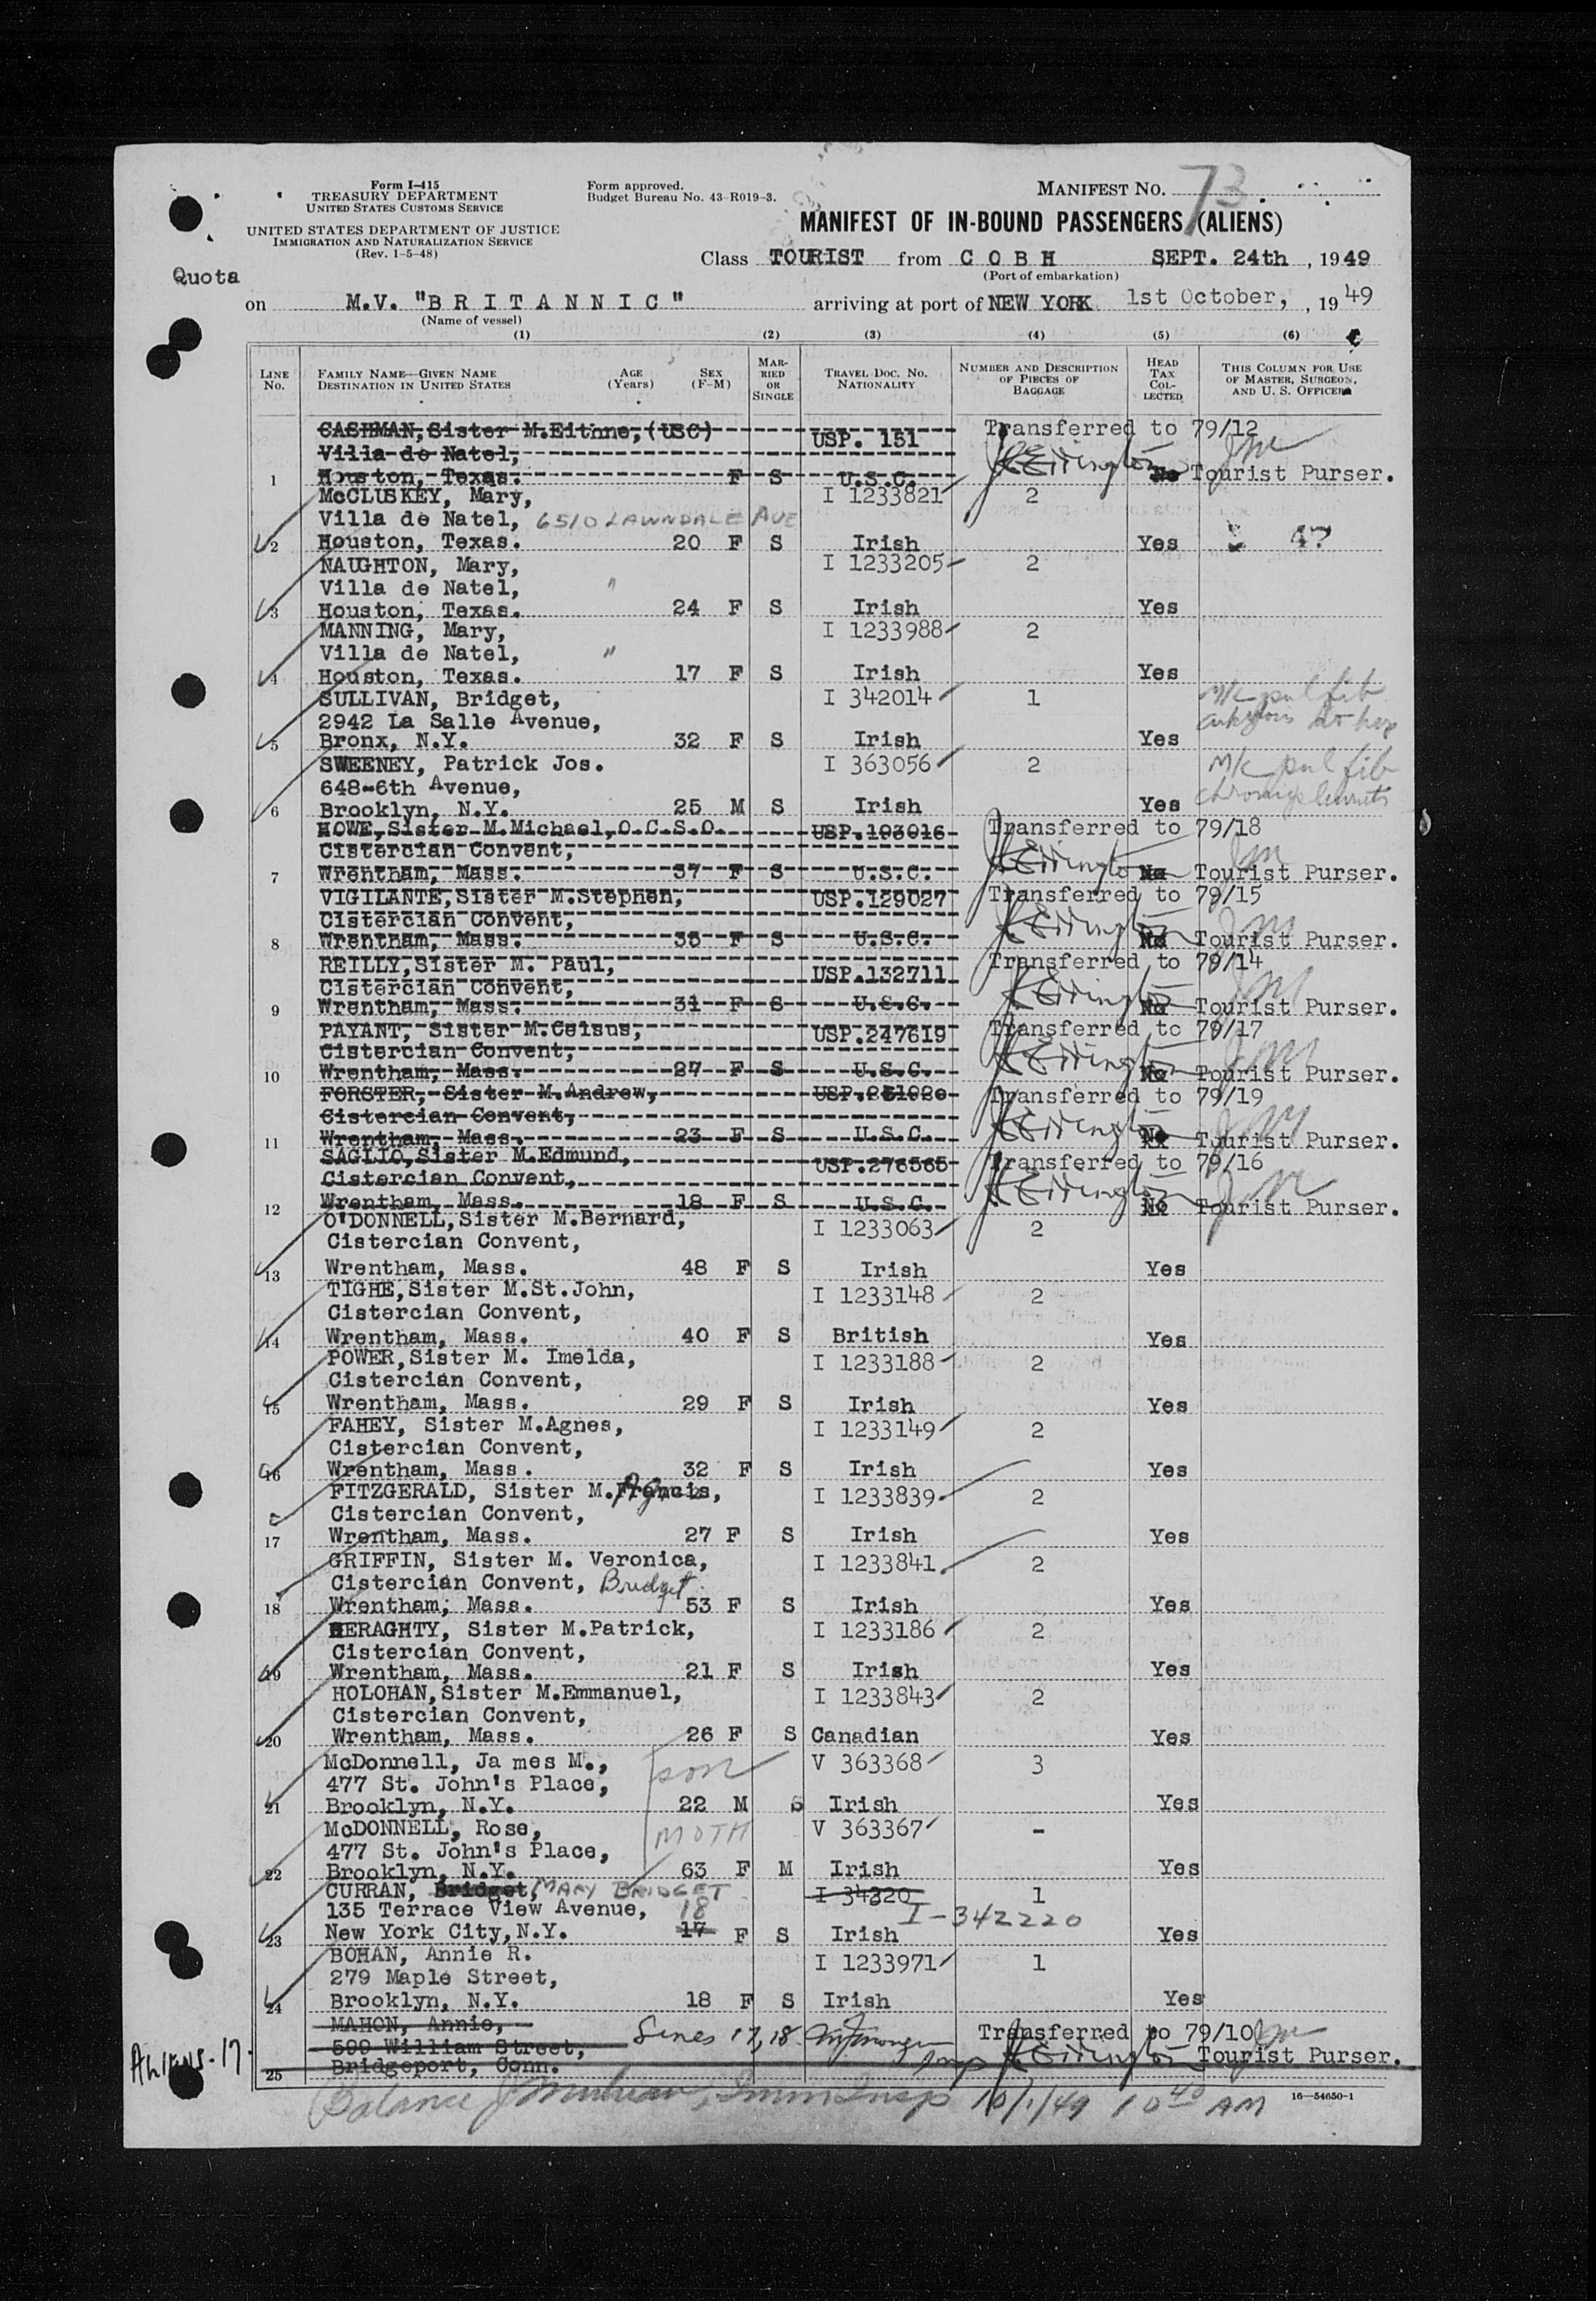 Form I-415
TREASURY DEPARTMENT
UNITED STATES CUSTOMS SERVICE
UNITED STATES DEPARTMENT OF JUSTICE
IMMIGRATION AND NATURALIZATION SERVICE
(Rev. 1-5-48)
Form approved.
Budget Bureau No. 43-R019-3.
MANIFEST NO. 73
MANIFEST OF IN-BOUND PASSENGERS (ALIENS)
Class TOURIST from COBH SEPT. 24th, 1949
(Port of embarkation)
Quota
on M.V. "BRITANNIC" arriving at port of NEW YORK 1st October, , 1949
(Name of vessel)
(1) (2) (3) (4) (5) (6)
LINE NO. FAMILY NAME—GIVEN NAME DESTINATION IN UNITED STATES AGE (Years) SEX (F-M) MARRIED OR SINGLE TRAVEL DOC. NO. NATIONALITY NUMBER AND DESCRIPTION OF PIECES OF BAGGAGE HEAD TAX COLLECTED THIS COLUMN FOR USE OF MASTER, SURGEON, AND U. S. OFFICERS
CASHMAN, Sister M.Eithne, (USC) USP. 151 Transferred to 79/12
Villa de Natel,
1 Houston, Texas. F S U.S.C. No Tourist Purser.
McCLUSKEY, Mary, I 1233821 2
Villa de Natel, 6510 LAWNDALE AVE
2 Houston, Texas. 20 F S Irish Yes 47
NAUGHTON, Mary, I 1233205 2
Villa de Natel, "
3 Houston, Texas. 24 F S Irish Yes
MANNING, Mary, I 1233988 2
Villa de Natel, "
4 Houston, Texas. 17 F S Irish Yes
SULLIVAN, Bridget, I 342014 1
2942 La Salle Avenue,
5 Bronx, N.Y. 32 F S Irish Yes
SWEENEY, Patrick Jos. I 363056 2
648-6th Avenue,
6 Brooklyn, N.Y. 25 M S Irish Yes
HOWE, Sister M.Michael, O.C.S.O. USP.193016 Transferred to 79/18
Cistercian Convent,
7 Wrentham, Mass. 37 F S U.S.C. No Tourist Purser.
VIGILANTE, Sister M.Stephen, USP.129027 Transferred to 79/15
Cistercian Convent,
8 Wrentham, Mass. F S U.S.C. No Tourist Purser.
REILLY, Sister M. Paul, USP.132711 Transferred to 79/14
Cistercian Convent,
9 Wrentham, Mass. 31 F S U.S.C. No Tourist Purser.
PAYANT, Sister M.Celsus, USP.247619 Transferred to 79/17
Cistercian Convent,
10 Wrentham, Mass. 27 F S U.S.C. No Tourist Purser.
FORSTER, Sister M.Andrew, Transferred to 79/19
Cistercian Convent,
11 Wrentham, Mass. 23 F S U.S.C. No Tourist Purser.
SAGLIO, Sister M.Edmund, USP.276565 Transferred to 79/16
Cistercian Convent,
12 Wrentham, Mass. 18 F S U.S.C. No Tourist Purser.
O'DONNELL, Sister M.Bernard, I 1233063 2
Cistercian Convent,
13 Wrentham, Mass. 48 F S Irish Yes
TIGHE, Sister M.St.John, I 1233148 2
Cistercian Convent,
14 Wrentham, Mass. 40 F S British Yes
POWER, Sister M. Imelda, I 1233188 2
Cistercian Convent,
15 Wrentham, Mass. 29 F S Irish Yes
FAHEY, Sister M.Agnes, I 1233149 2
Cistercian Convent,
16 Wrentham, Mass. 32 F S Irish Yes
FITZGERALD, Sister M.Francis, Agnes I 1233839 2
Cistercian Convent,
17 Wrentham, Mass. 27 F S Irish Yes
GRIFFIN, Sister M. Veronica, I 1233841 2
Cistercian Convent, Bridget
18 Wrentham, Mass. 53 F S Irish Yes
HERAGHTY, Sister M.Patrick, I 1233186 2
Cistercian Convent,
19 Wrentham, Mass. 21 F S Irish Yes
HOLOHAN, Sister M.Emmanuel, I 1233843 2
Cistercian Convent,
20 Wrentham, Mass. 26 F S Canadian Yes
McDonnell, Ja mes M., son V 363368 3
477 St. John's Place,
21 Brooklyn, N.Y. 22 M S Irish Yes
McDONNELL, Rose, MOTH V 363367 -
477 St. John's Place,
22 Brooklyn, N.Y. 63 F M Irish Yes
CURRAN, Bridget, MARY BRIDGET I 34220 1
135 Terrace View Avenue, 18 I-342220
23 New York City, N.Y. 17 F S Irish Yes
BOHAN, Annie R. I 1233971 1
279 Maple Street,
24 Brooklyn, N.Y. 18 F S Irish Yes
MAHON, Annie, Transferred to 79/10
599 William Street, Lines 17, 18 Insp Tourist Purser.
25 Bridgeport, Conn.
ALIENS-17.
Balance Imm Insp 10/1/49 10 40 AM
16-54650-1